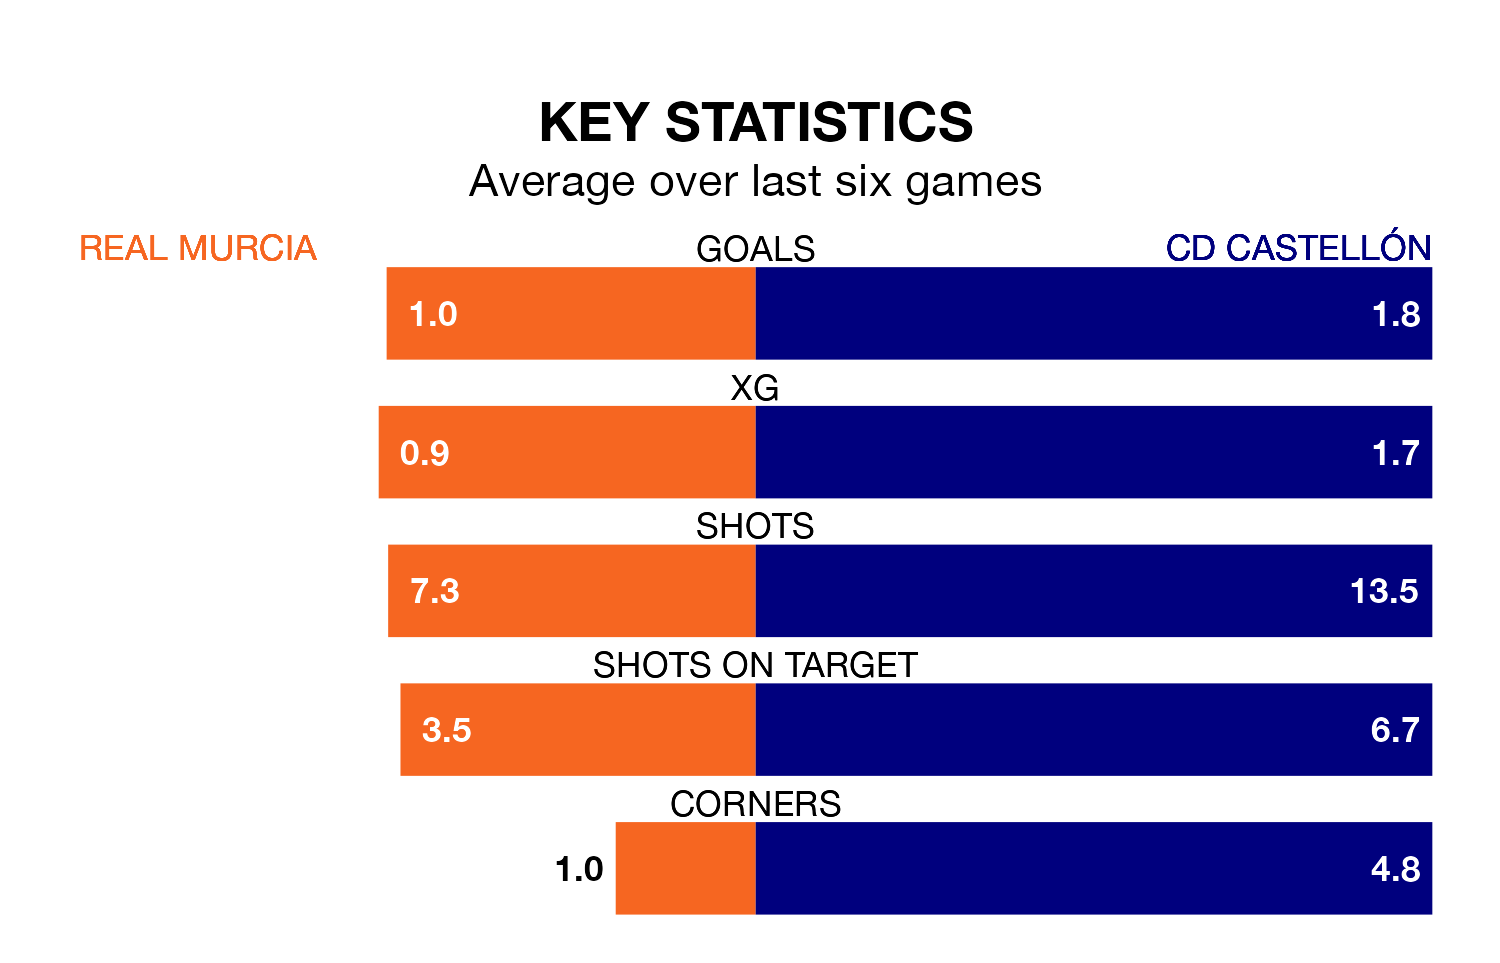 KEY STATISTICS
Average over last six games
REAL MURCIA GOALS CD CASTELLÓN
1.0 1.8
XG
0.9 1.7
SHOTS
7.3 13.5
SHOTS ON TARGET
3.5 6.7
CORNERS
1.0 4.8